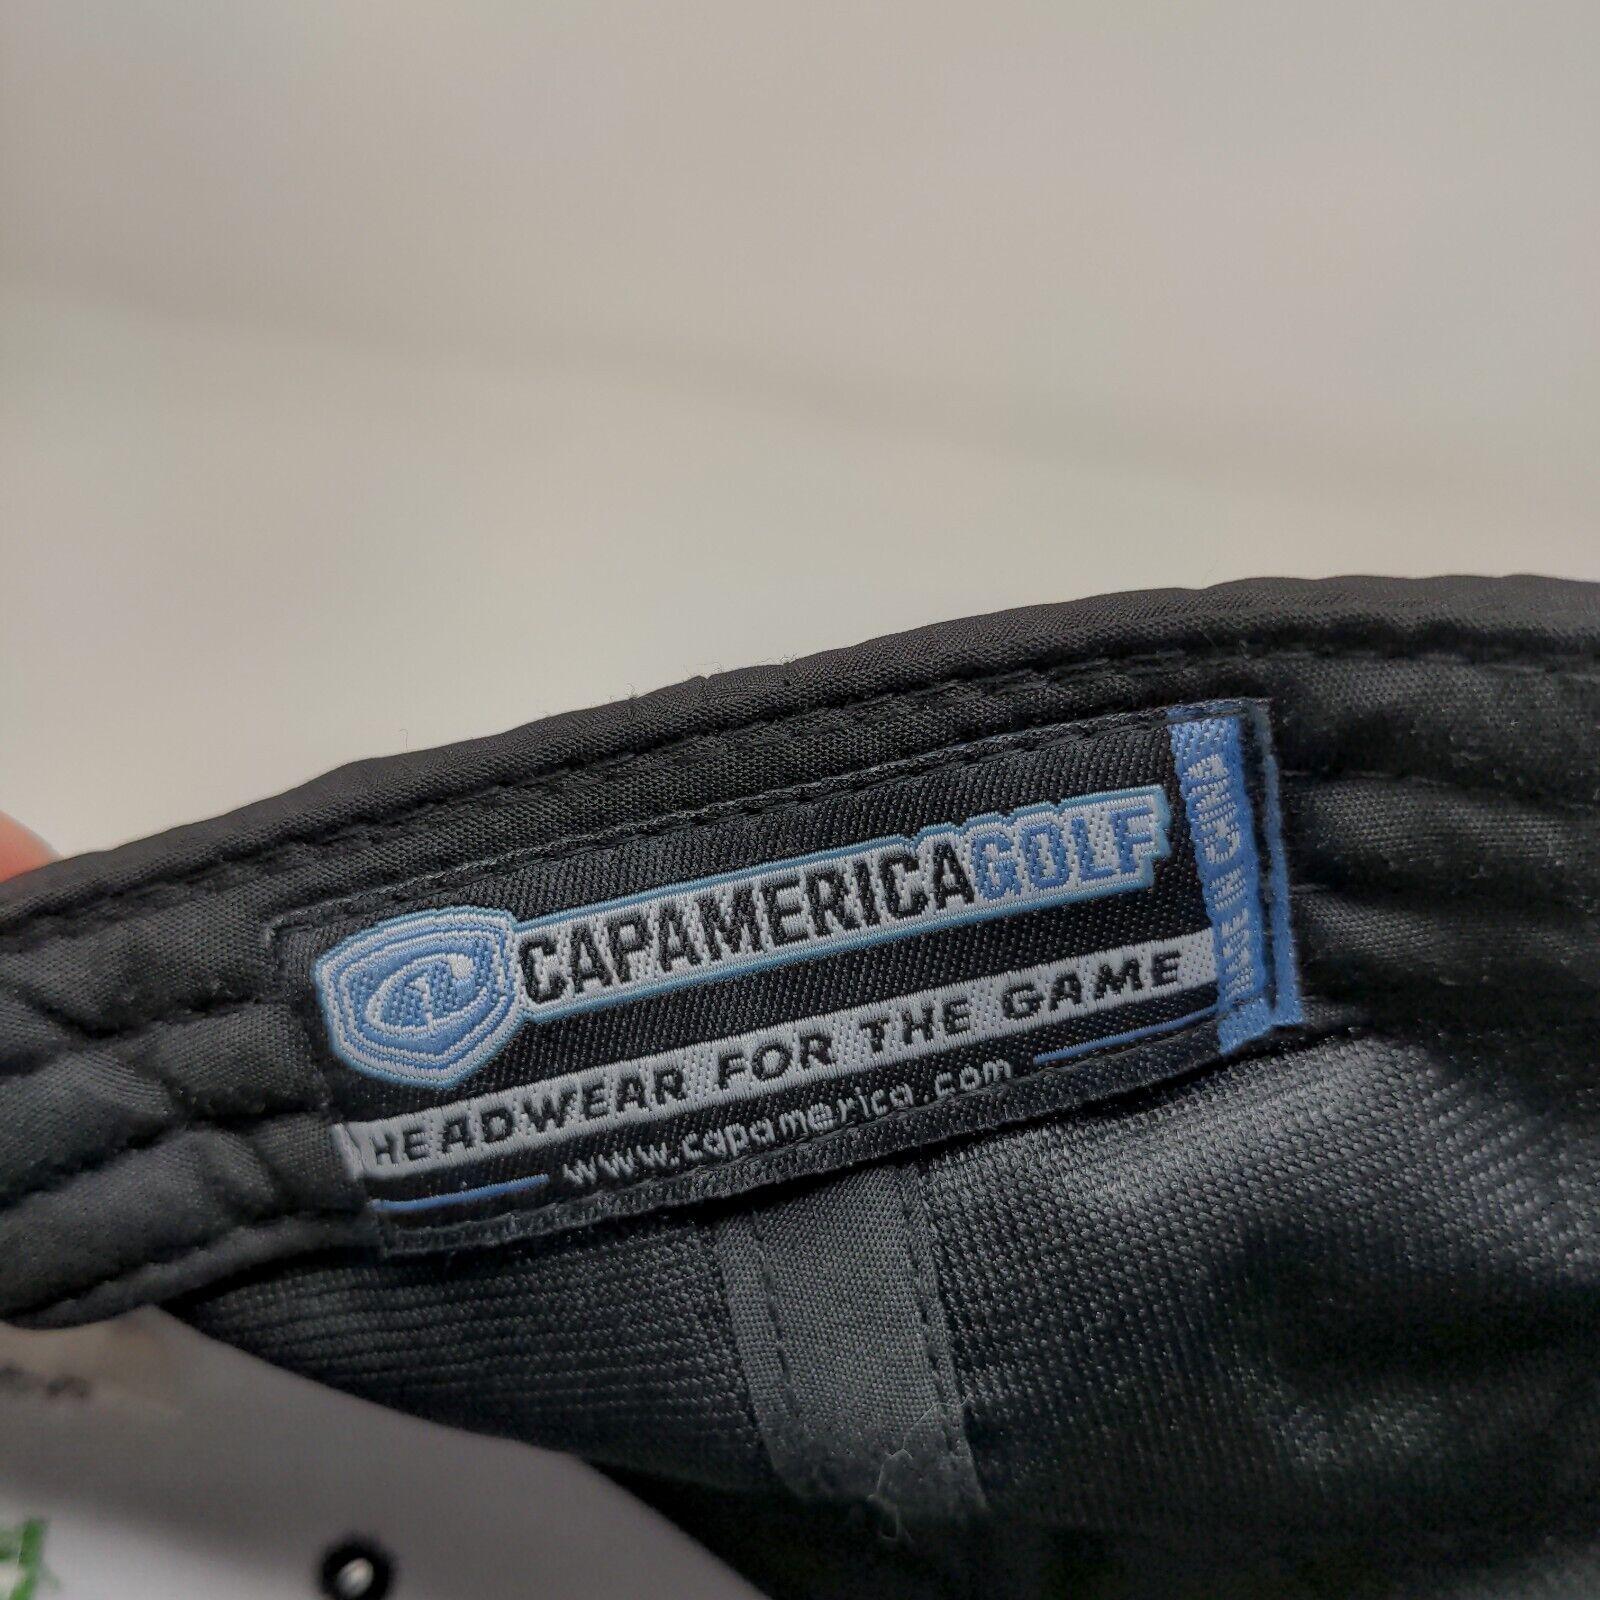 CAPAMERICAGOLF
HEADWEAR FOR THE GAME
www.capamerica.com
MADE IN CHINA